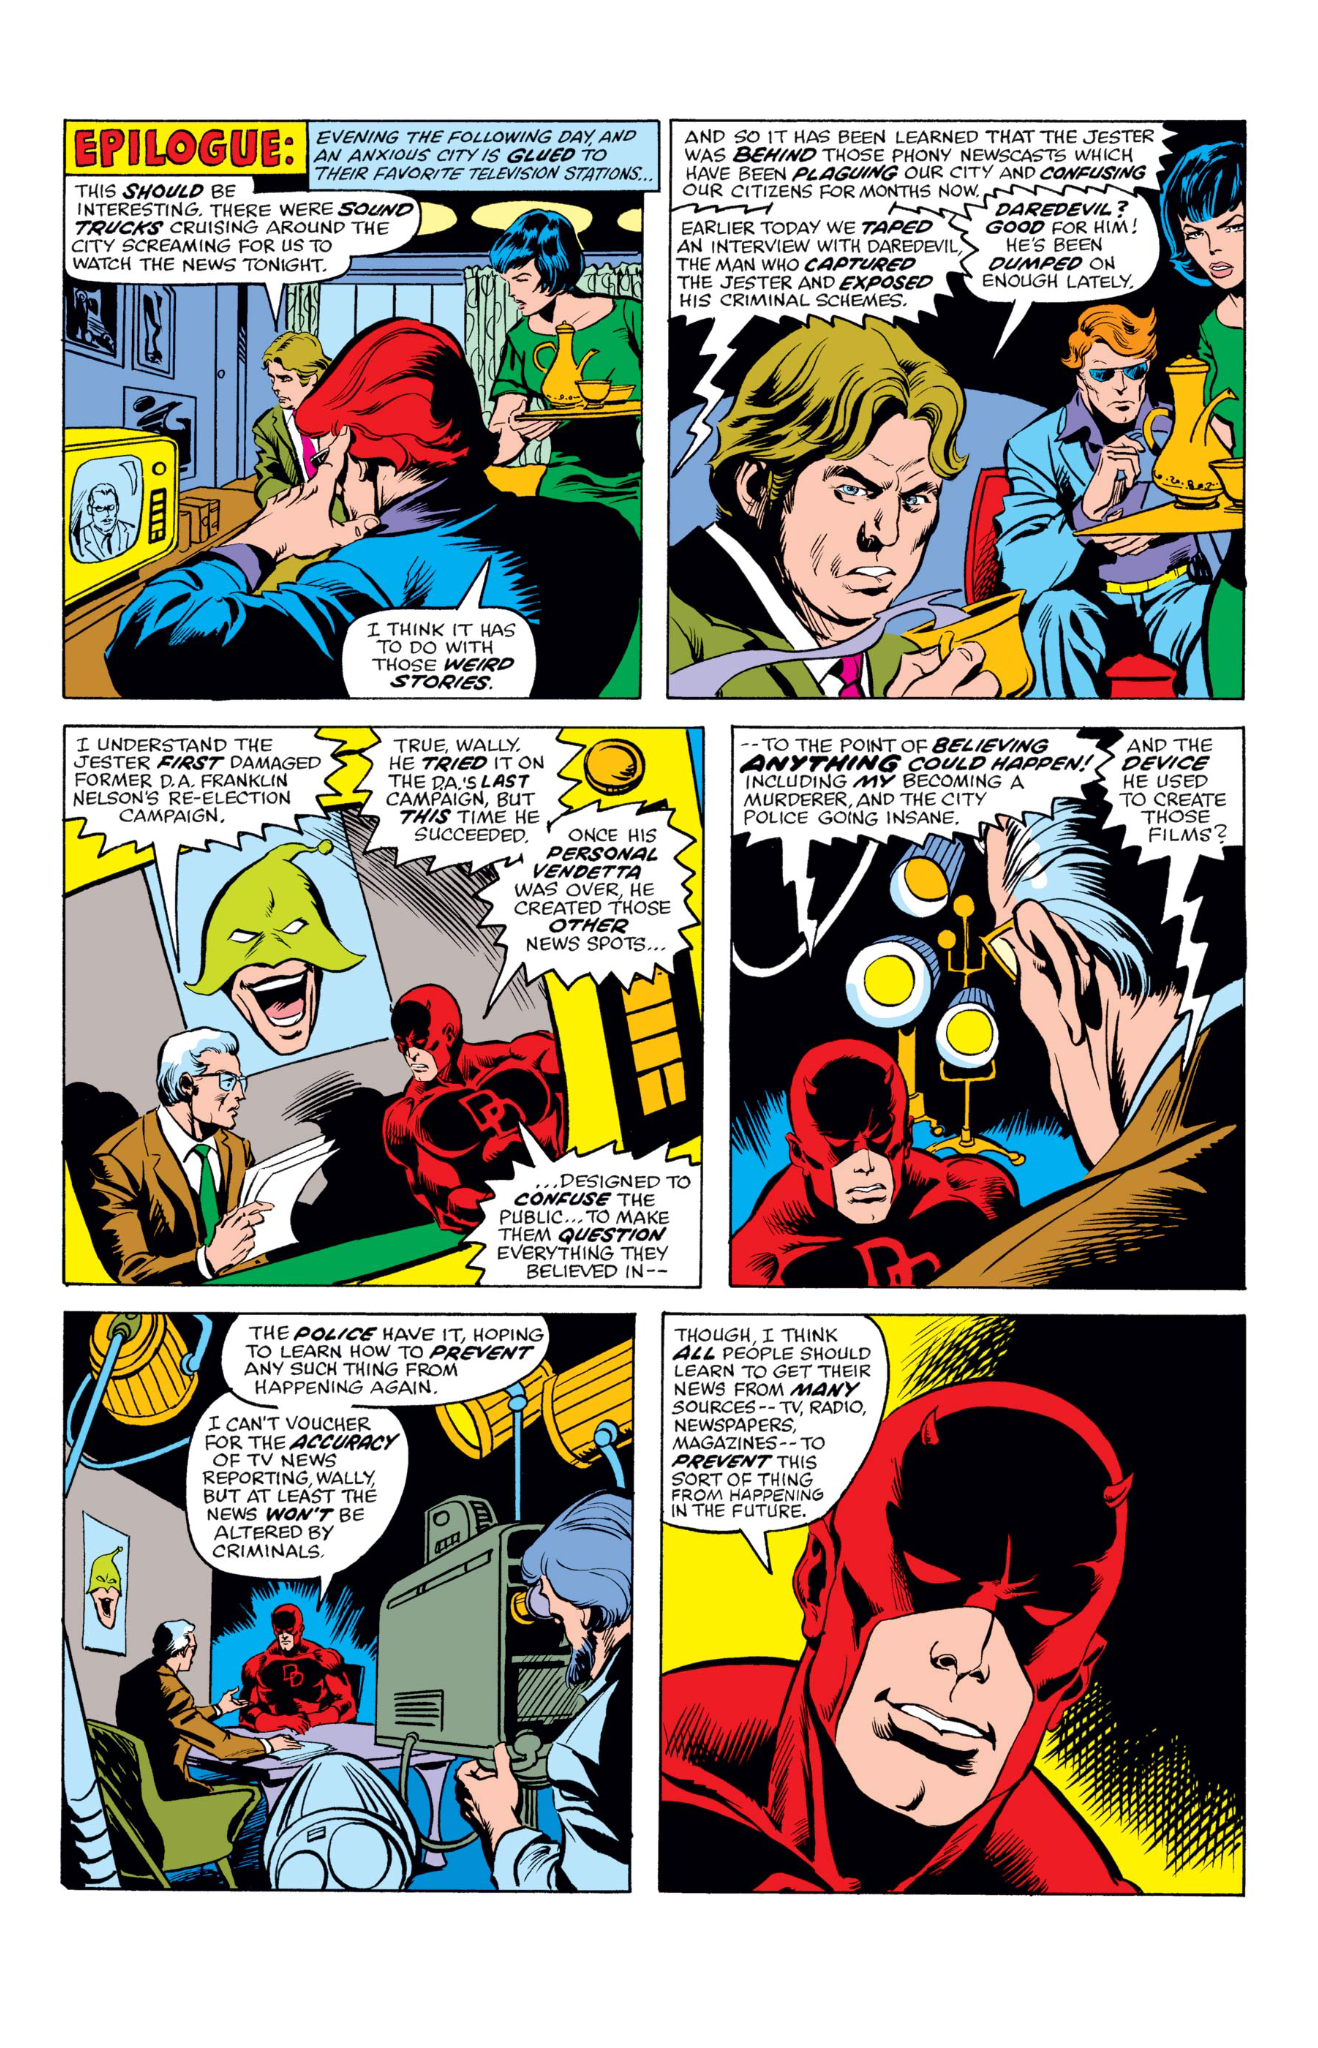 EPILOGUE:
EVENING THE FOLLOWING DAY, AND
AN ANXIOUS CITY IS GLUED TO
THEIR FAVORITE TELEVISION STATIONS...
THIS SHOULD BE
INTERESTING. THERE WERE SOUND
TRUCKS CRUISING AROUND THE
CITY SCREAMING FOR US TO
WATCH THE NEWS TONIGHT.
I THINK IT HAS
TO DO WITH
THOSE WEIRD
STORIES.
AND SO IT HAS BEEN LEARNED THAT THE JESTER
WAS BEHIND THOSE PHONY NEWSCASTS WHICH
HAVE BEEN PLAGUING OUR CITY AND CONFUSING
OUR CITIZENS FOR MONTHS NOW.
EARLIER TODAY WE TAPED
AN INTERVIEW WITH DAREDEVIL,
THE MAN WHO CAPTURED
THE JESTER AND EXPOSED
HIS CRIMINAL SCHEMES.
DAREDEVIL?
GOOD FOR HIM!
HE'S BEEN
DUMPED ON
ENOUGH LATELY.
I UNDERSTAND THE
JESTER FIRST DAMAGED
FORMER D.A. FRANKLIN
NELSON'S RE-ELECTION
CAMPAIGN.
TRUE, WALLY.
HE TRIED IT ON
THE D.A.'S LAST
CAMPAIGN, BUT
THIS TIME HE
SUCCEEDED.
ONCE HIS
PERSONAL
VENDETTA
WAS OVER, HE
CREATED THOSE
OTHER
NEWS SPOTS...
DD
...DESIGNED TO
CONFUSE THE
PUBLIC... TO MAKE
THEM QUESTION
EVERYTHING THEY
BELIEVED IN--
--TO THE POINT OF BELIEVING
ANYTHING COULD HAPPEN!
INCLUDING MY BECOMING A
MURDERER, AND THE CITY
POLICE GOING INSANE.
AND THE
DEVICE
HE USED
TO CREATE
THOSE
FILMS?
DD
THE POLICE HAVE IT, HOPING
TO LEARN HOW TO PREVENT
ANY SUCH THING FROM
HAPPENING AGAIN.
I CAN'T VOUCHER
FOR THE ACCURACY
OF TV NEWS
REPORTING, WALLY,
BUT AT LEAST THE
NEWS WON'T BE
ALTERED BY
CRIMINALS.
DD
THOUGH, I THINK
ALL PEOPLE SHOULD
LEARN TO GET THEIR
NEWS FROM MANY
SOURCES--TV, RADIO,
NEWSPAPERS,
MAGAZINES--TO
PREVENT THIS
SORT OF THING
FROM HAPPENING
IN THE FUTURE.